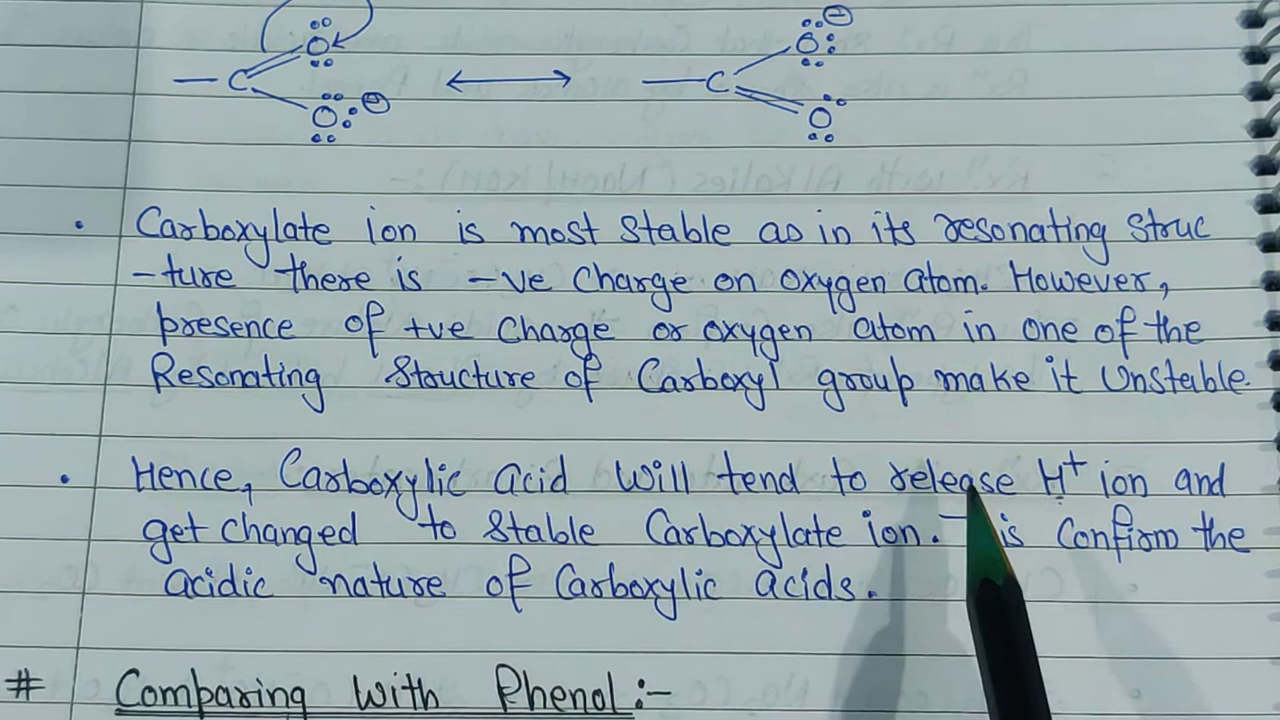 O O⊖
— C ⟷ — C
O⊖ O
• Carboxylate ion is most stable as in its resonating struc
-ture there is -ve Charge on oxygen atom. However,
presence of +ve Charge or oxygen atom in one of the
Resonating Structure of Carboxyl group make it Unstable.
• Hence, Carboxylic acid will tend to release H+ ion and
get changed to stable Carboxylate ion. is Confirm the
acidic nature of Carboxylic acids.
# Comparing with Phenol:-